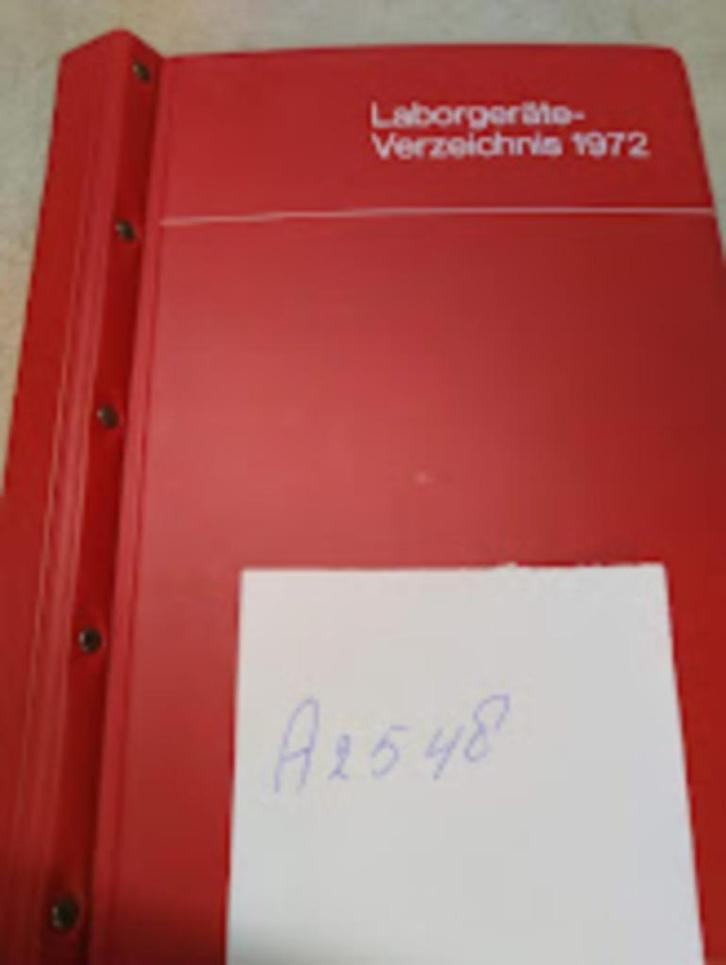 Laborgeräte-
Verzeichnis 1972
A2548